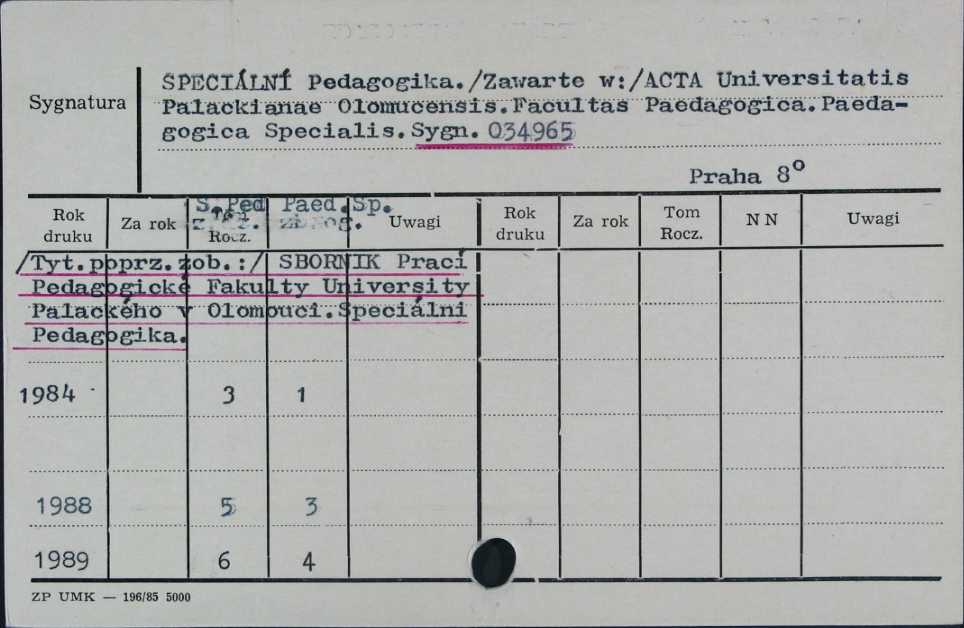 SPECIÁLNÍ Pedagogika./Zawarte w:/ACTA Universitatis
Sygnatura
Palackianae Olomucensis.Facultas Paedagogica.Paeda-
gogica Specialis.Sygn. 034965
Praha 8°
S.Ped Paed.Sp.
Rok druku Za rok Rocz. Uwagi Rok druku Za rok Tom Rocz. N N Uwagi
/Tyt.poprz.zob.:/ SBORNIK Pracί
Pedagogické Fakulty University
Palackého v Olomouci.Speciálni
Pedagogika.
1984 3 1
1988 5 3
1989 6 4
ZP UMK — 196/85 5000